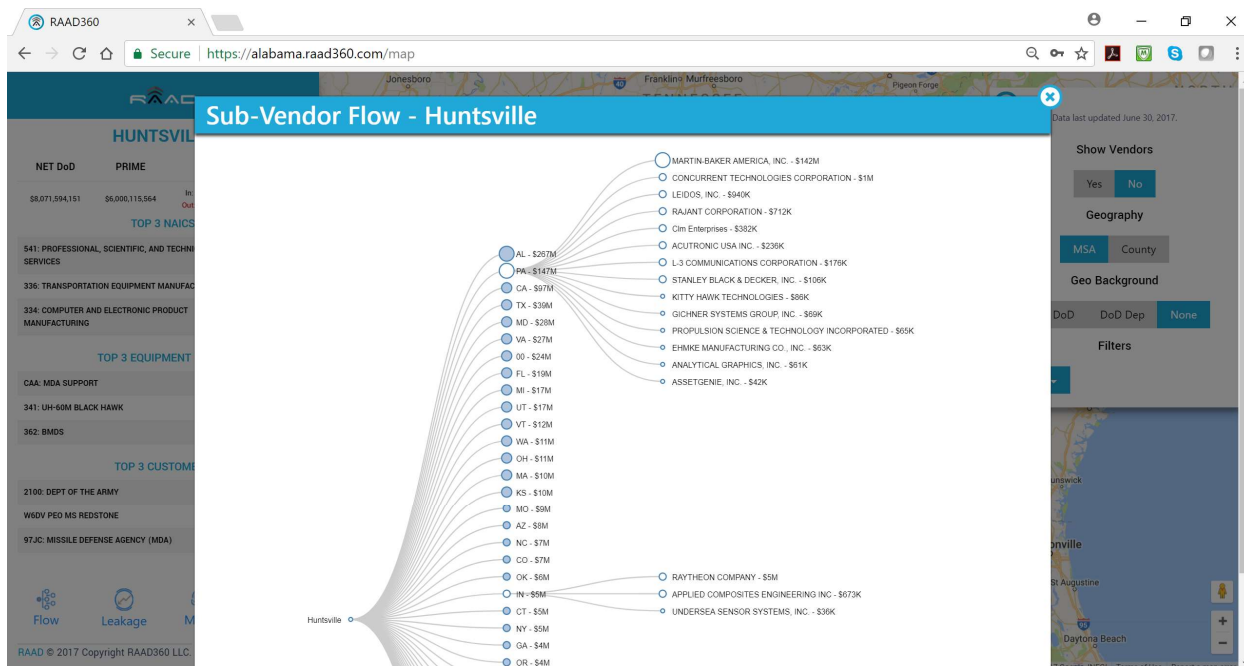 RAAD360
Secure
https://alabama.raad360.com/map
Jonesboro
Franklin
Murfreesboro
Pigeon Forge
TENNESSEE
Sub-Vendor Flow - Huntsville
Data last updated June 30, 2017.
HUNTSVIL
NET DoD PRIME
$8,071,594,151 $6,000,115,564 In:
Out
TOP 3 NAICS
541: PROFESSIONAL, SCIENTIFIC, AND TECHNI
SERVICES
336: TRANSPORTATION EQUIPMENT MANUFAC
334: COMPUTER AND ELECTRONIC PRODUCT
MANUFACTURING
TOP 3 EQUIPMENT
CAA: MDA SUPPORT
341: UH-60M BLACK HAWK
362: BMDS
TOP 3 CUSTOME
2100: DEPT OF THE ARMY
W6DV PEO MS REDSTONE
97JC: MISSILE DEFENSE AGENCY (MDA)
Flow Leakage M
RAAD © 2017 Copyright RAAD360 LLC.
Huntsville
AL - $267M
PA - $147M
CA - $97M
TX - $39M
MD - $28M
VA - $27M
00 - $24M
FL - $19M
MI - $17M
UT - $17M
VT - $12M
WA - $11M
OH - $11M
MA - $10M
KS - $10M
MO - $9M
AZ - $8M
NC - $7M
CO - $7M
OK - $6M
IN - $5M
CT - $5M
NY - $5M
GA - $4M
OR - $4M
MARTIN-BAKER AMERICA, INC. - $142M
CONCURRENT TECHNOLOGIES CORPORATION - $1M
LEIDOS, INC. - $940K
RAJANT CORPORATION - $712K
Clm Enterprises - $382K
ACUTRONIC USA INC. - $236K
L-3 COMMUNICATIONS CORPORATION - $176K
STANLEY BLACK & DECKER, INC. - $106K
KITTY HAWK TECHNOLOGIES - $86K
GICHNER SYSTEMS GROUP, INC. - $69K
PROPULSION SCIENCE & TECHNOLOGY INCORPORATED - $65K
EHMKE MANUFACTURING CO., INC. - $63K
ANALYTICAL GRAPHICS, INC. - $61K
ASSETGENIE, INC. - $42K
RAYTHEON COMPANY - $5M
APPLIED COMPOSITES ENGINEERING INC - $673K
UNDERSEA SENSOR SYSTEMS, INC. - $36K
Show Vendors
Yes No
Geography
MSA County
Geo Background
DoD DoD Dep None
Filters
unswick
onville
St Augustine
95
Daytona Beach